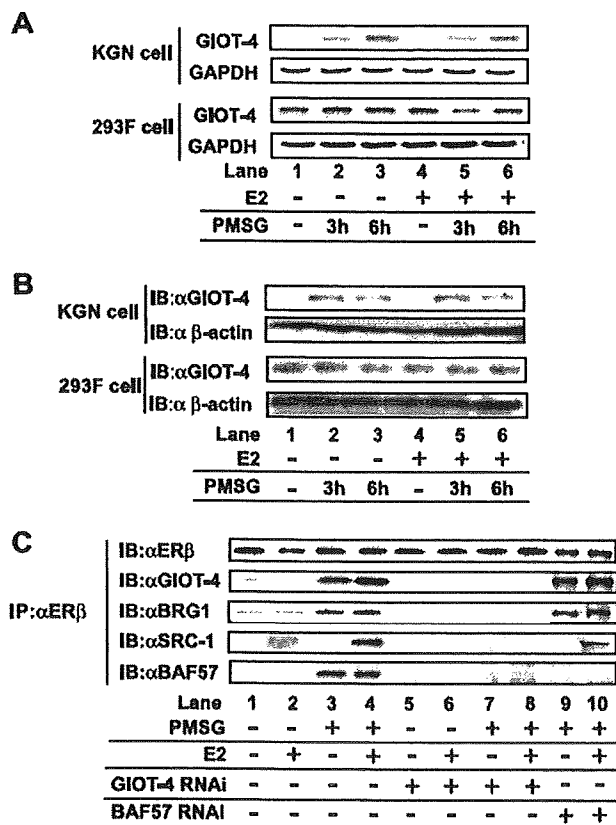 A
KGN cell
GIOT-4
GAPDH
293F cell
GIOT-4
GAPDH
Lane 1 2 3 4 5 6
E2 - - - + + +
PMSG - 3h 6h - 3h 6h
B
KGN cell
IB:αGIOT-4
IB:α β-actin
293F cell
IB:αGIOT-4
IB:α β-actin
Lane 1 2 3 4 5 6
E2 - - - + + +
PMSG - 3h 6h - 3h 6h
C
IP:αERβ
IB:αERβ
IB:αGIOT-4
IB:αBRG1
IB:αSRC-1
IB:αBAF57
Lane 1 2 3 4 5 6 7 8 9 10
PMSG - - + + - - + + + +
E2 - + - + - + - + - +
GIOT-4 RNAi - - - - + + + + - -
BAF57 RNAi - - - - - - - - + +